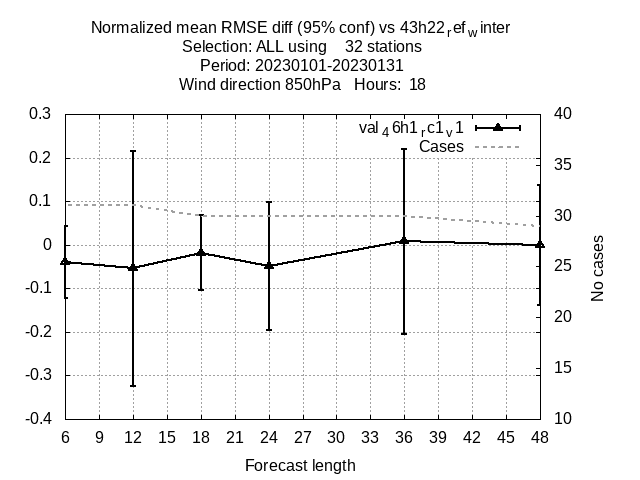 Normalized mean RMSE diff (95% conf) vs 43h22refwinter
Selection: ALL using 32 stations
Period: 20230101-20230131
Wind direction 850hPa Hours: 18
val46h1rc1v1
Cases
0.3
0.2
0.1
0
-0.1
-0.2
-0.3
-0.4
40
35
30
25
20
15
10
No cases
6 9 12 15 18 21 24 27 30 33 36 39 42 45 48
Forecast length